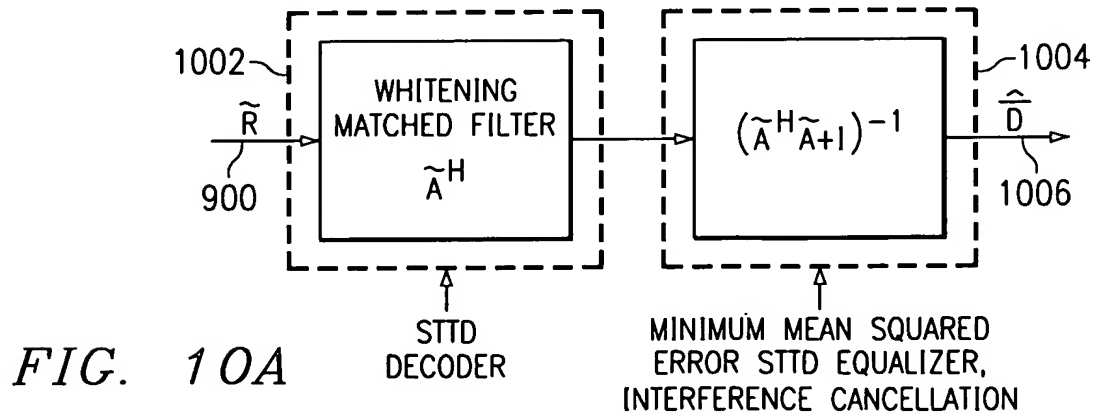 1002
1004
WHITENING
MATCHED FILTER
Ã^H
R̃
900
(Ã^H Ã+I)^−1
D̂̅
1006
STTD
DECODER
MINIMUM MEAN SQUARED
ERROR STTD EQUALIZER,
INTERFERENCE CANCELLATION
FIG. 10A